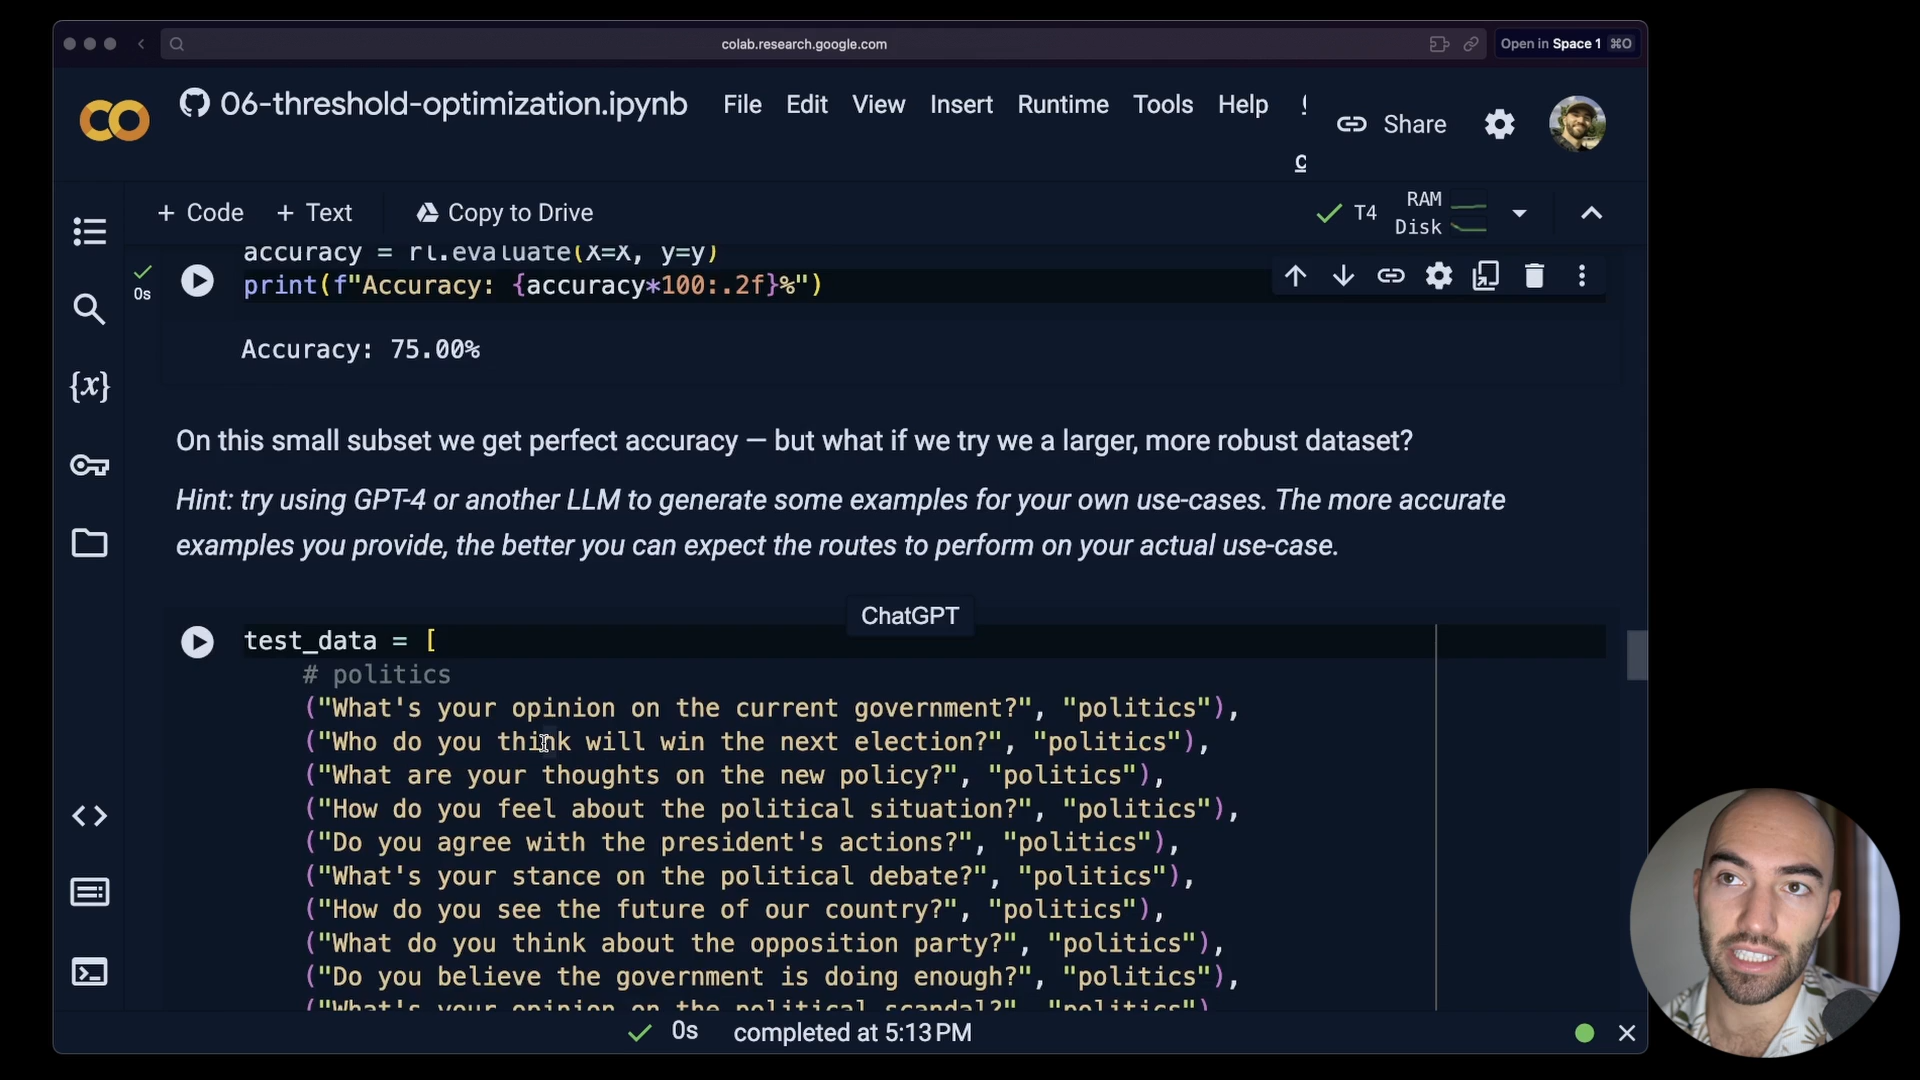 colab.research.google.com
Open in Space 1 ⌘O
06-threshold-optimization.ipynb
File Edit View Insert Runtime Tools Help
Share
+ Code + Text Copy to Drive
T4 RAM Disk
accuracy = rl.evaluate(X=X, y=y)
print(f"Accuracy: {accuracy*100:.2f}%")
0s
Accuracy: 75.00%
On this small subset we get perfect accuracy — but what if we try we a larger, more robust dataset?
Hint: try using GPT-4 or another LLM to generate some examples for your own use-cases. The more accurate
examples you provide, the better you can expect the routes to perform on your actual use-case.
ChatGPT
test_data = [
# politics
("What's your opinion on the current government?", "politics"),
("Who do you think will win the next election?", "politics"),
("What are your thoughts on the new policy?", "politics"),
("How do you feel about the political situation?", "politics"),
("Do you agree with the president's actions?", "politics"),
("What's your stance on the political debate?", "politics"),
("How do you see the future of our country?", "politics"),
("What do you think about the opposition party?", "politics"),
("Do you believe the government is doing enough?", "politics"),
("What's your opinion on the political scandal?", "politics")
0s completed at 5:13 PM